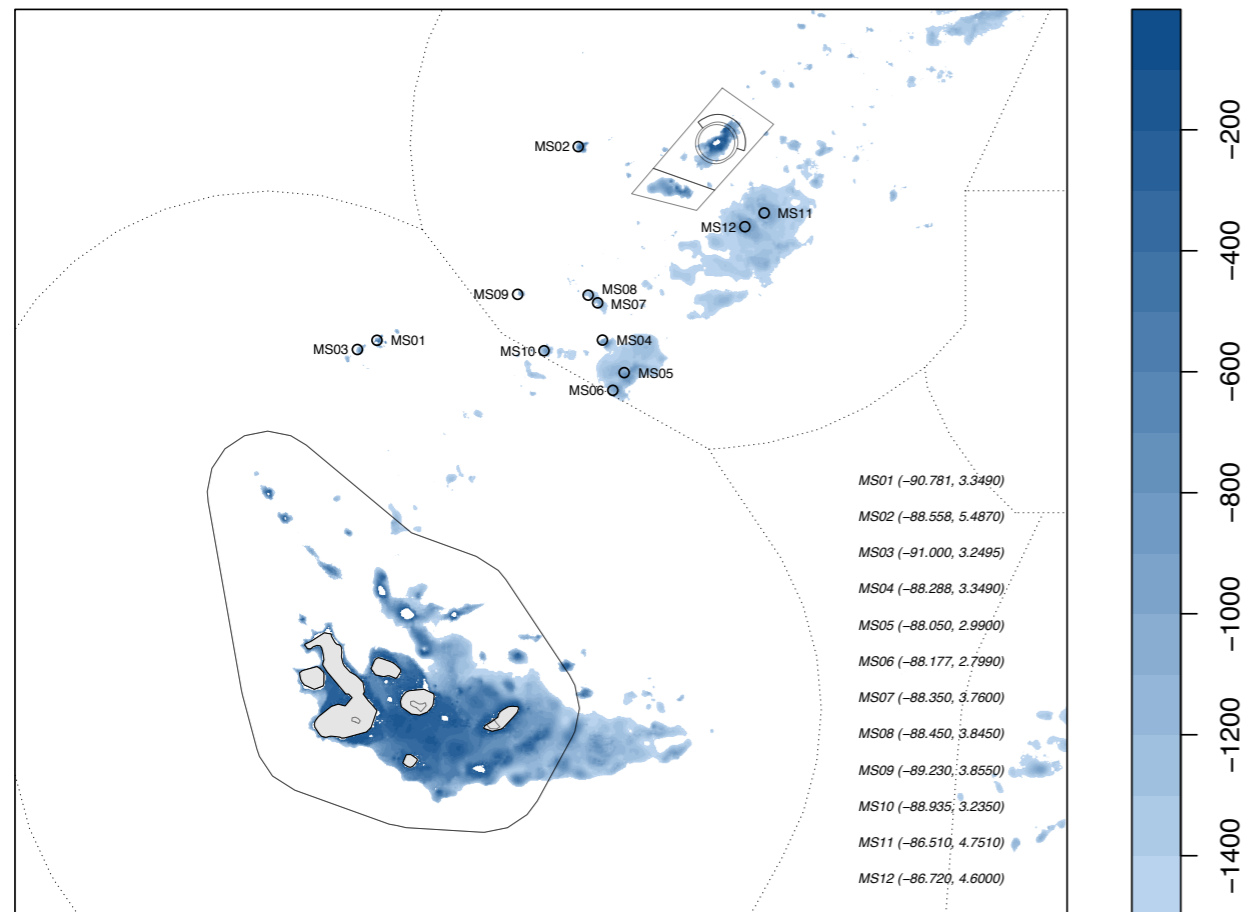 MS02
MS11
MS12
MS09
MS08
MS07
MS03
MS01
MS10
MS04
MS05
MS06
MS01 (−90.781, 3.3490)
MS02 (−88.558, 5.4870)
MS03 (−91.000, 3.2495)
MS04 (−88.288, 3.3490)
MS05 (−88.050, 2.9900)
MS06 (−88.177, 2.7990)
MS07 (−88.350, 3.7600)
MS08 (−88.450, 3.8450)
MS09 (−89.230, 3.8550)
MS10 (−88.935, 3.2350)
MS11 (−86.510, 4.7510)
MS12 (−86.720, 4.6000)
−200
−400
−600
−800
−1000
−1200
−1400